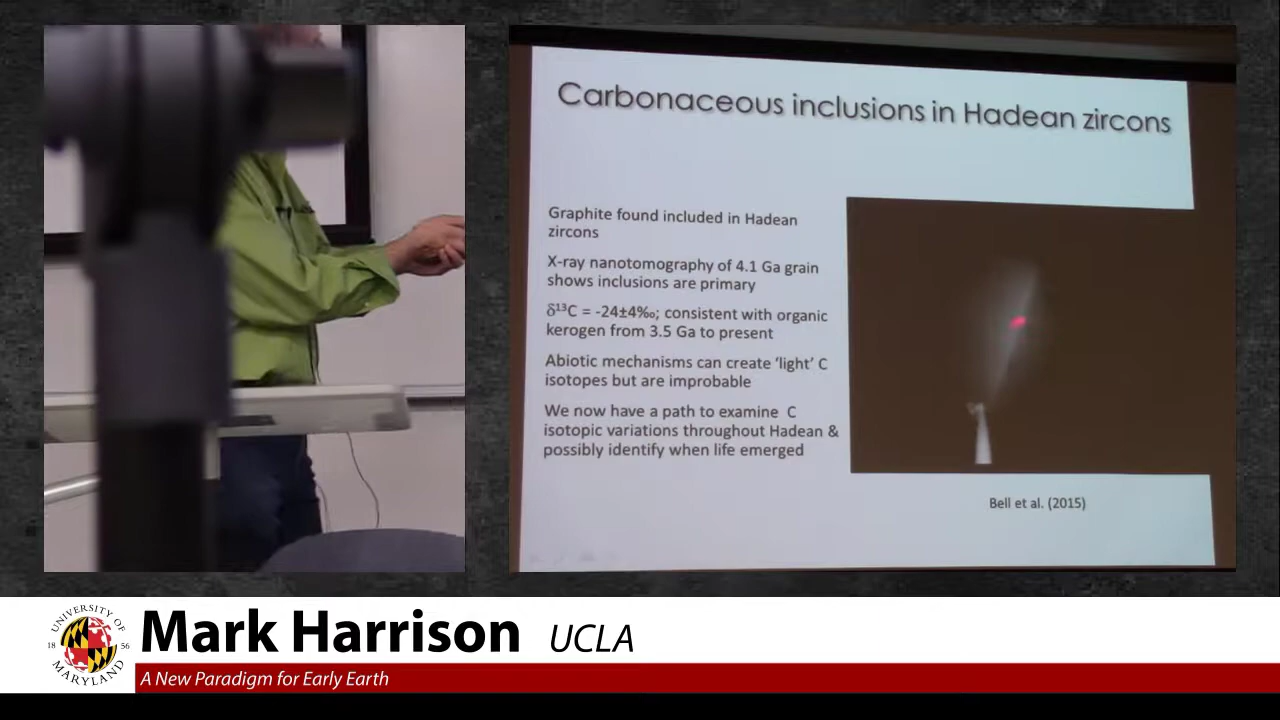 Carbonaceous inclusions in Hadean zircons
Graphite found included in Hadean
zircons
X-ray nanotomography of 4.1 Ga grain
shows inclusions are primary
δ¹³C = -24±4‰; consistent with organic
kerogen from 3.5 Ga to present
Abiotic mechanisms can create ‘light’ C
isotopes but are improbable
We now have a path to examine C
isotopic variations throughout Hadean &
possibly identify when life emerged
Bell et al. (2015)
UNIVERSITY OF
18 56
MARYLAND
Mark Harrison UCLA
A New Paradigm for Early Earth